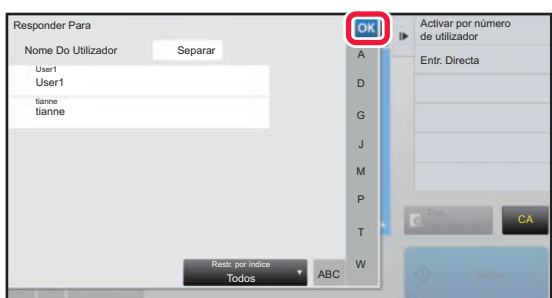 Responder Para
OK
Nome Do Utilizador
Separar
User1
User1
tianne
tianne
A
D
G
J
M
P
T
W
Restr. por índice
Todos
ABC
Activar por número
de utilizador
Entr. Directa
Pré-
CA